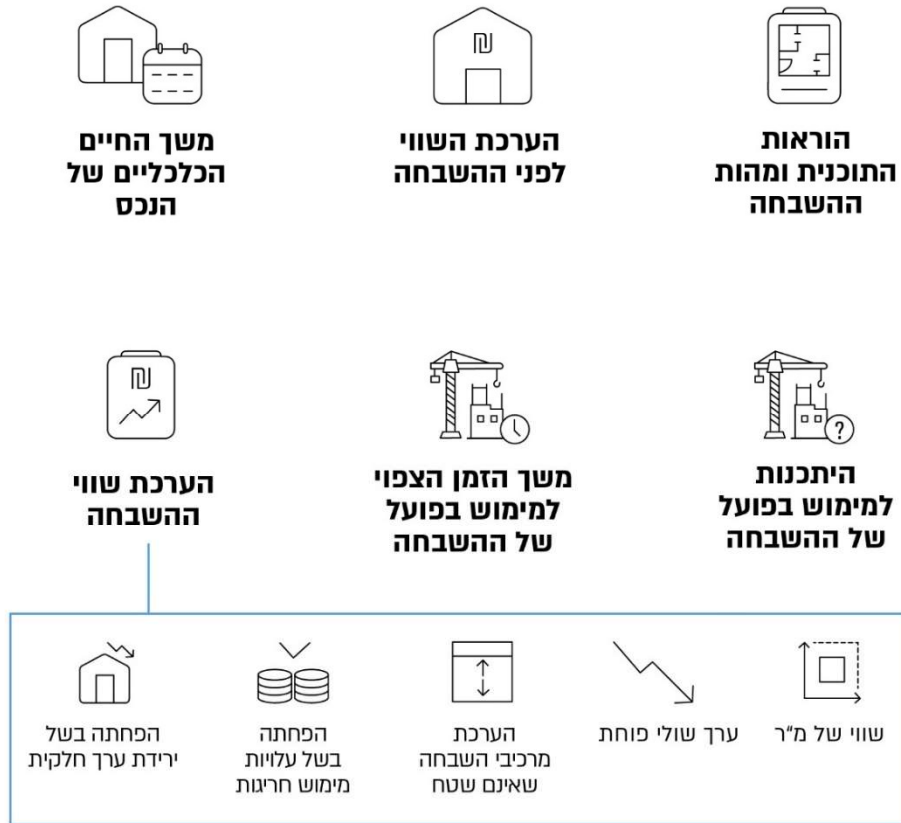 הוראות
התוכנית ומהות
ההשבחה
הערכת השווי
לפני ההשבחה
משך החיים
הכלכליים של
הנכס
היתכנות
למימוש בפועל
של ההשבחה
משך הזמן הצפוי
למימוש בפועל
של ההשבחה
הערכת שווי
ההשבחה
שווי של מ״ר
ערך שולי פוחת
הערכת
מרכיבי השבחה
שאינם שטח
הפחתה
בשל עלויות
מימוש חריגות
הפחתה בשל
ירידת ערך חלקית